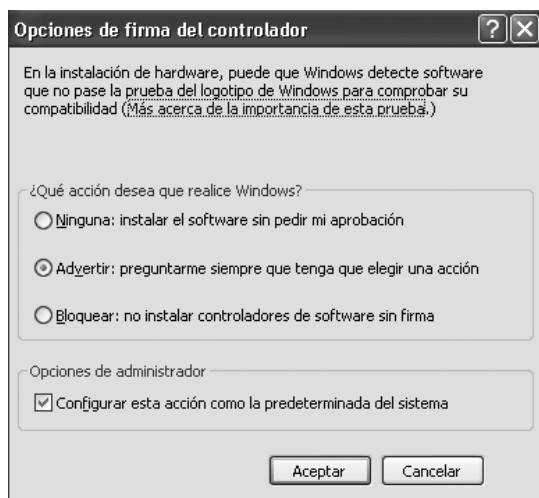 Opciones de firma del controlador
En la instalación de hardware, puede que Windows detecte software
que no pase la prueba del logotipo de Windows para comprobar su
compatibilidad (Más acerca de la importancia de esta prueba.)
¿Qué acción desea que realice Windows?
Ninguna: instalar el software sin pedir mi aprobación
Advertir: preguntarme siempre que tenga que elegir una acción
Bloquear: no instalar controladores de software sin firma
Opciones de administrador
Configurar esta acción como la predeterminada del sistema
Aceptar Cancelar